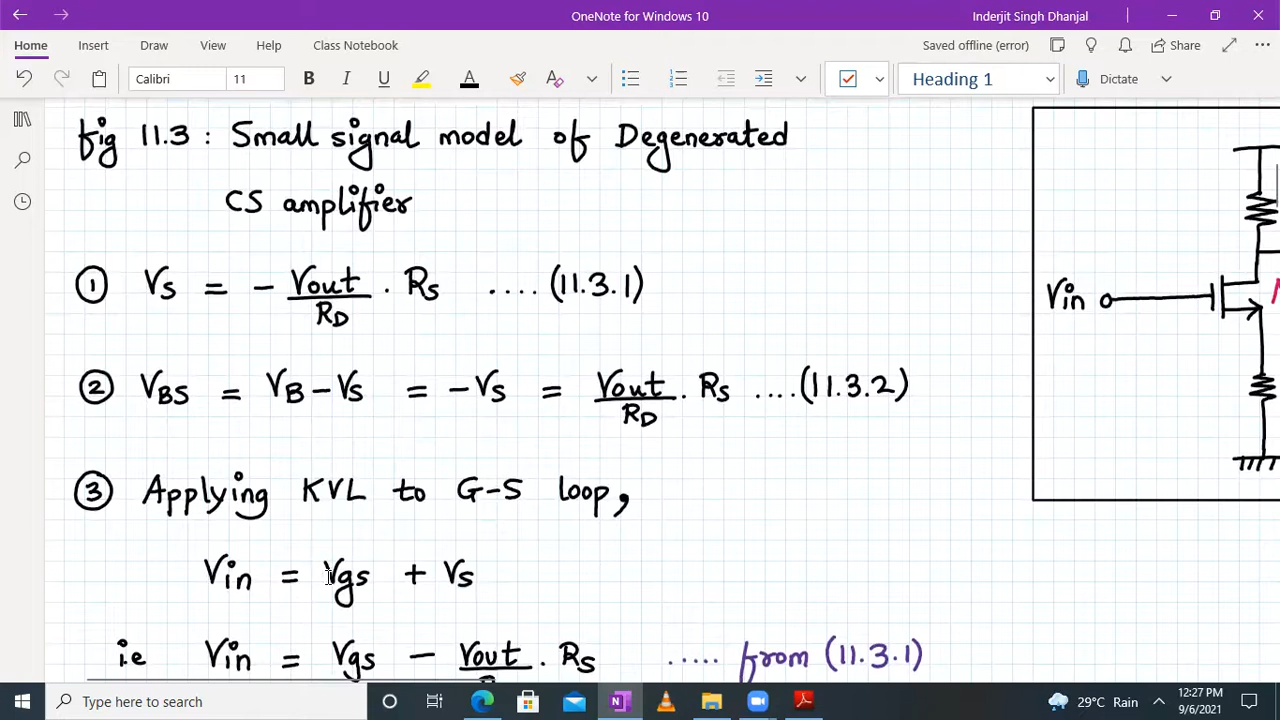 OneNote for Windows 10
Inderjit Singh Dhanjal
Home Insert Draw View Help Class Notebook
Saved offline (error)
Share
Calibri 11 B I U A Heading 1 Dictate
fig 11.3 : Small signal model of Degenerated
CS amplifier
① Vs = - Vout/RD . Rs ....(11.3.1)
② VBS = VB - Vs = -Vs = Vout/RD . Rs ....(11.3.2)
③ Applying KVL to G-S loop,
Vin = Vgs + Vs
i.e Vin = Vgs - Vout . Rs ..... from (11.3.1)
Vin
Type here to search
29°C Rain
12:27 PM
9/6/2021